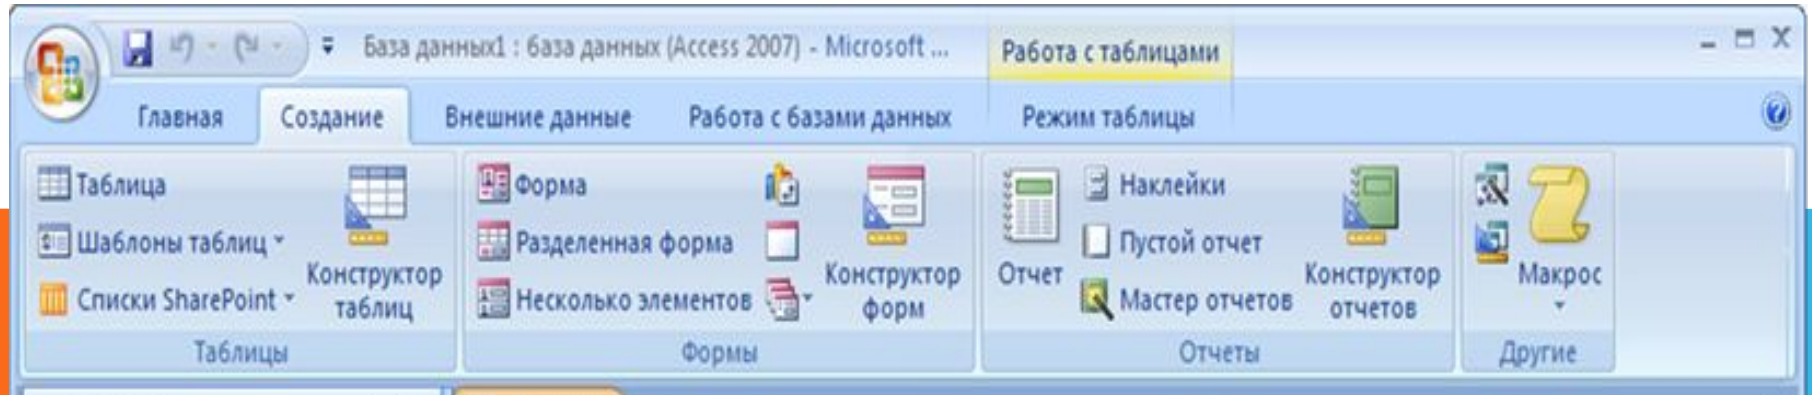 База данных1 : база данных (Access 2007) - Microsoft ...
Работа с таблицами
Главная
Создание
Внешние данные
Работа с базами данных
Режим таблицы
Таблица
Шаблоны таблиц
Списки SharePoint
Конструктор
таблиц
Таблицы
Форма
Разделенная форма
Несколько элементов
Конструктор
форм
Формы
Отчет
Наклейки
Пустой отчет
Мастер отчетов
Конструктор
отчетов
Отчеты
Макрос
Другие